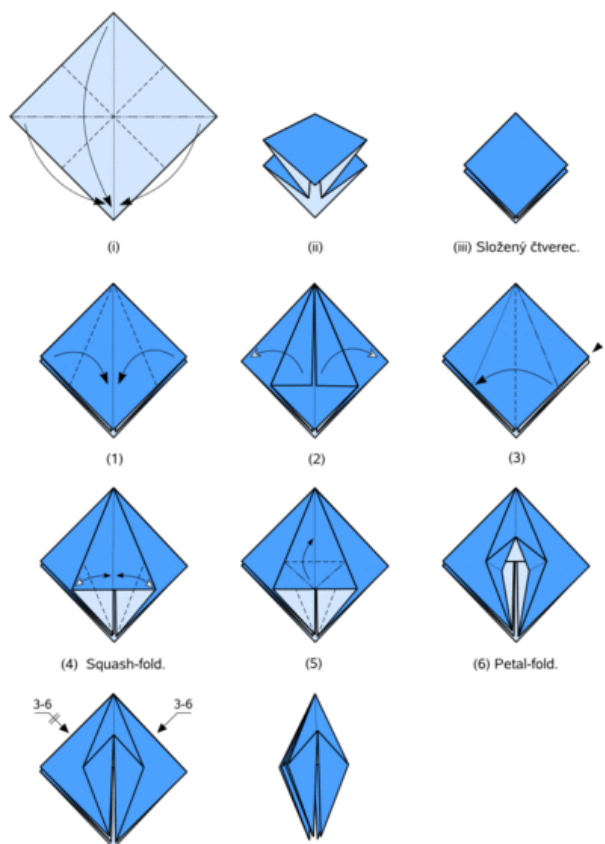 (i)
(ii)
(iii) Složený čtverec.
(1)
(2)
(3)
(4) Squash-fold.
(5)
(6) Petal-fold.
3-6
3-6